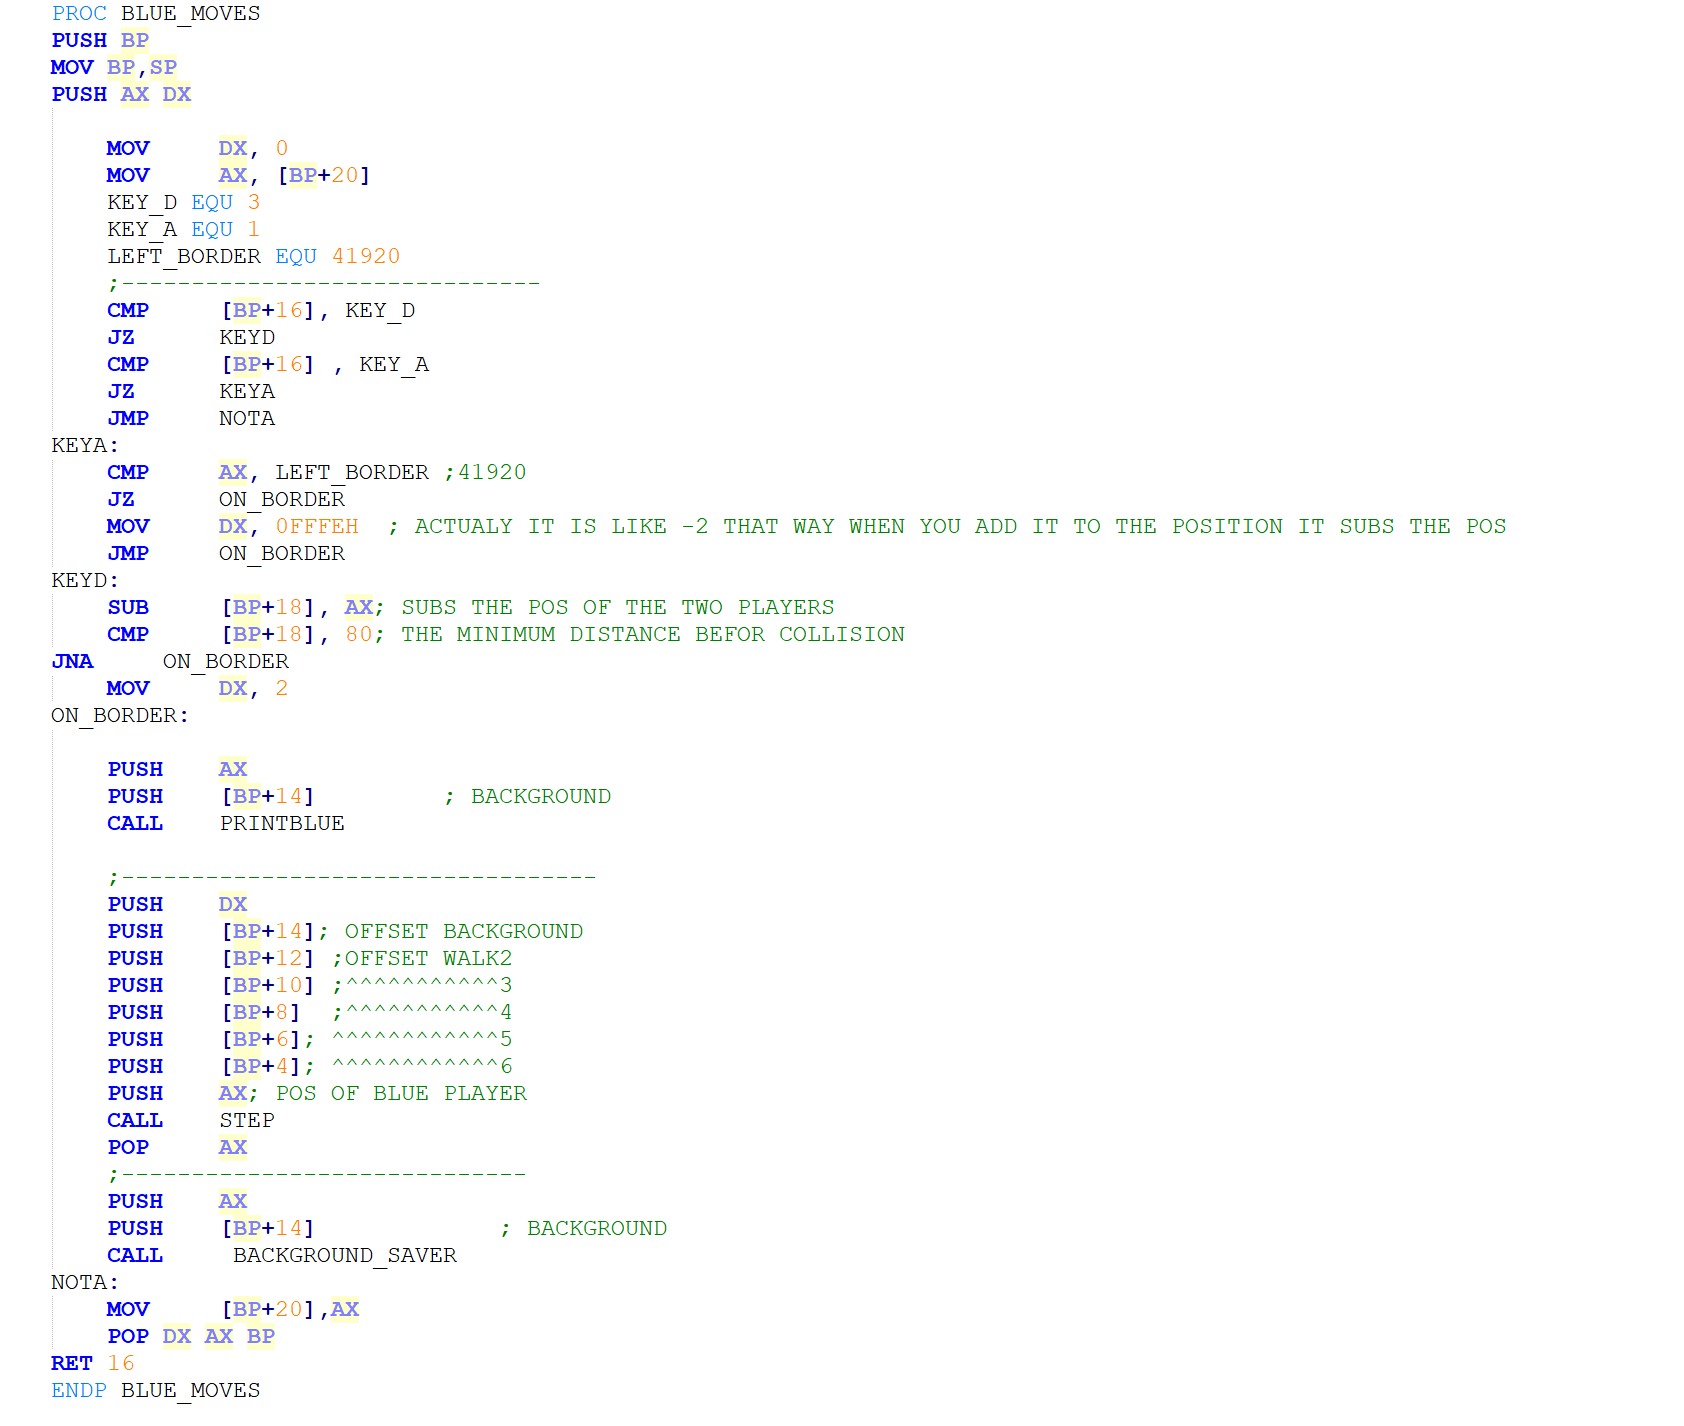 PROC BLUE_MOVES
PUSH BP
MOV BP,SP
PUSH AX DX
MOV DX, 0
MOV AX, [BP+20]
KEY_D EQU 3
KEY_A EQU 1
LEFT_BORDER EQU 41920
;------------------------------
CMP [BP+16], KEY_D
JZ KEYD
CMP [BP+16] , KEY_A
JZ KEYA
JMP NOTA
KEYA:
CMP AX, LEFT_BORDER ;41920
JZ ON_BORDER
MOV DX, 0FFFEH ; ACTUALY IT IS LIKE -2 THAT WAY WHEN YOU ADD IT TO THE POSITION IT SUBS THE POS
JMP ON_BORDER
KEYD:
SUB [BP+18], AX; SUBS THE POS OF THE TWO PLAYERS
CMP [BP+18], 80; THE MINIMUM DISTANCE BEFOR COLLISION
JNA ON_BORDER
MOV DX, 2
ON_BORDER:
PUSH AX
PUSH [BP+14] ; BACKGROUND
CALL PRINTBLUE
;----------------------------------
PUSH DX
PUSH [BP+14]; OFFSET BACKGROUND
PUSH [BP+12] ;OFFSET WALK2
PUSH [BP+10] ;^^^^^^^^^^^3
PUSH [BP+8] ;^^^^^^^^^^^4
PUSH [BP+6]; ^^^^^^^^^^^^5
PUSH [BP+4]; ^^^^^^^^^^^^6
PUSH AX; POS OF BLUE PLAYER
CALL STEP
POP AX
;-----------------------------
PUSH AX
PUSH [BP+14] ; BACKGROUND
CALL BACKGROUND_SAVER
NOTA:
MOV [BP+20],AX
POP DX AX BP
RET 16
ENDP BLUE_MOVES